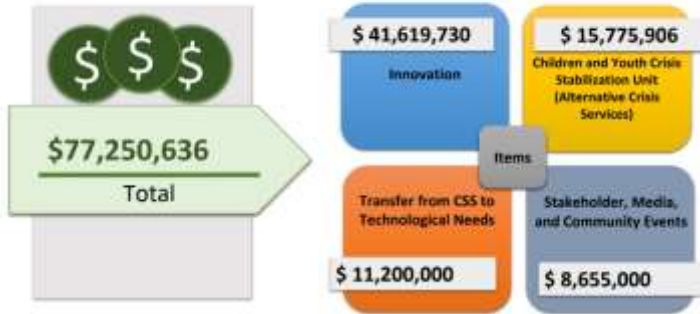 $ $ $
$77,250,636
Total
$ 41,619,730
Innovation
$ 15,775,906
Children and Youth Crisis
Stabilization Unit
(Alternative Crisis
Services)
Items
Transfer from CSS to
Technological Needs
$ 11,200,000
Stakeholder, Media,
and Community Events
$ 8,655,000